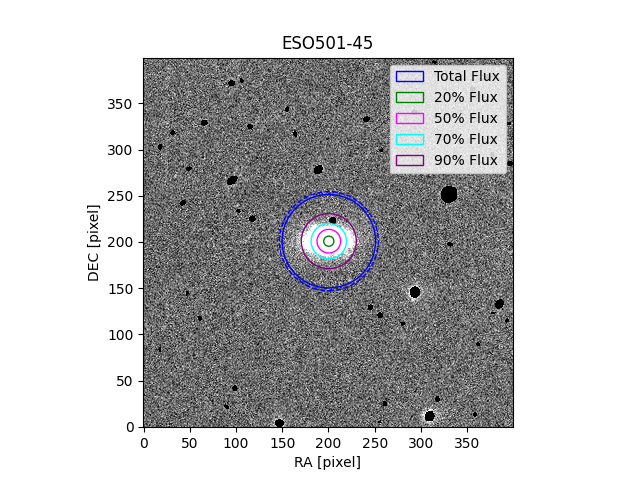 ESO501-45
Total Flux
20% Flux
50% Flux
70% Flux
90% Flux
DEC [pixel]
350
300
250
200
150
100
50
0
0 50 100 150 200 250 300 350
RA [pixel]